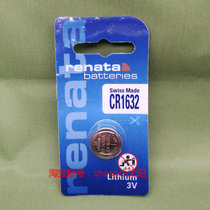 renata
batteries
Swiss Made
CR1632
renata
Lithium
3V